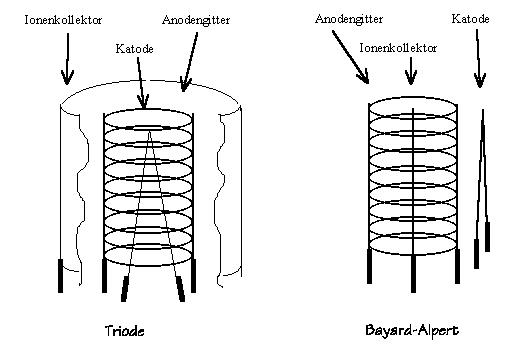 Ionenkollektor
Anodengitter
Katode
Triode
Anodengitter
Katode
Ionenkollektor
Bayard-Alpert